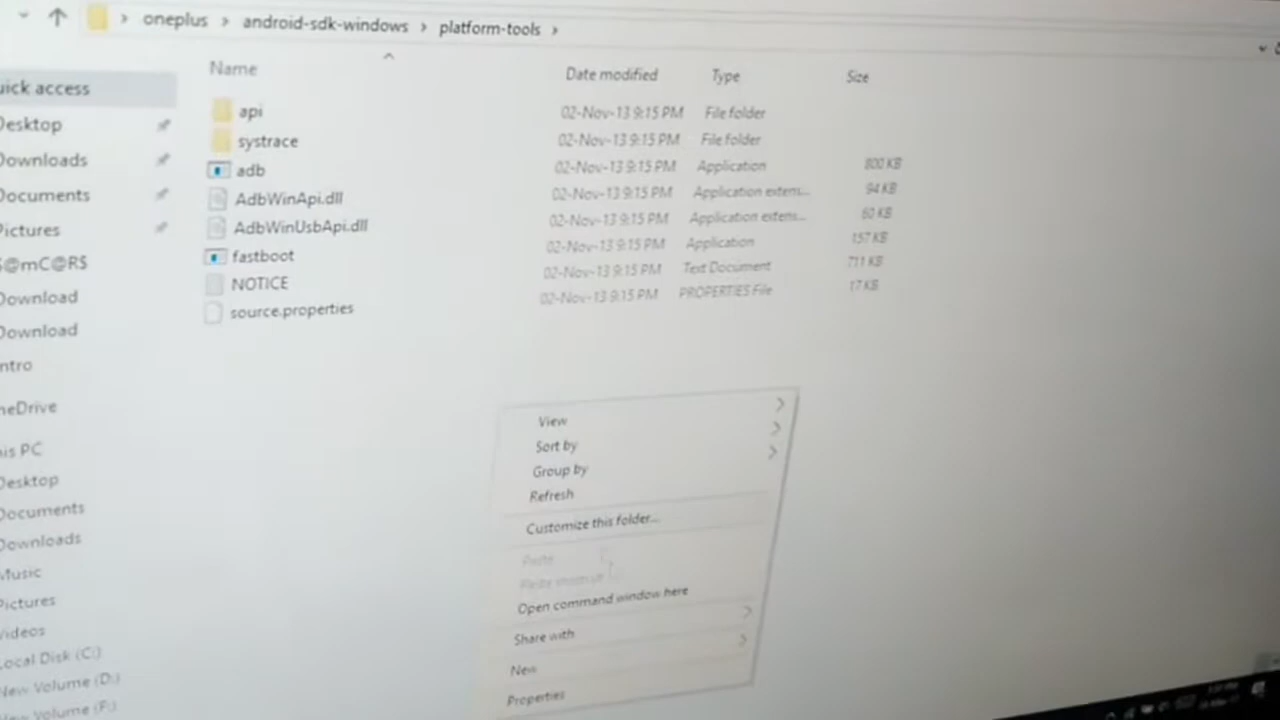 oneplus > android-sdk-windows > platform-tools >
Name Date modified Type Size
api 02-Nov-13 9:15 PM File folder
systrace 02-Nov-13 9:15 PM File folder
adb 02-Nov-13 9:15 PM Application 800 KB
AdbWinApi.dll 02-Nov-13 9:15 PM Application extens... 94 KB
AdbWinUsbApi.dll 02-Nov-13 9:15 PM Application extens... 60 KB
fastboot 02-Nov-13 9:15 PM Application 157 KB
NOTICE 02-Nov-13 9:15 PM Text Document 711 KB
source.properties 02-Nov-13 9:15 PM PROPERTIES File 17 KB
uick access
Desktop
Downloads
Documents
ictures
$@mC@R$
Download
Download
ntro
neDrive
his PC
Desktop
Documents
Downloads
Music
Pictures
Videos
Local Disk (C:)
New Volume (D:)
New Volume (F:)
View
Sort by
Group by
Refresh
Customize this folder...
Paste
Paste shortcut
Open command window here
Share with
New
Properties